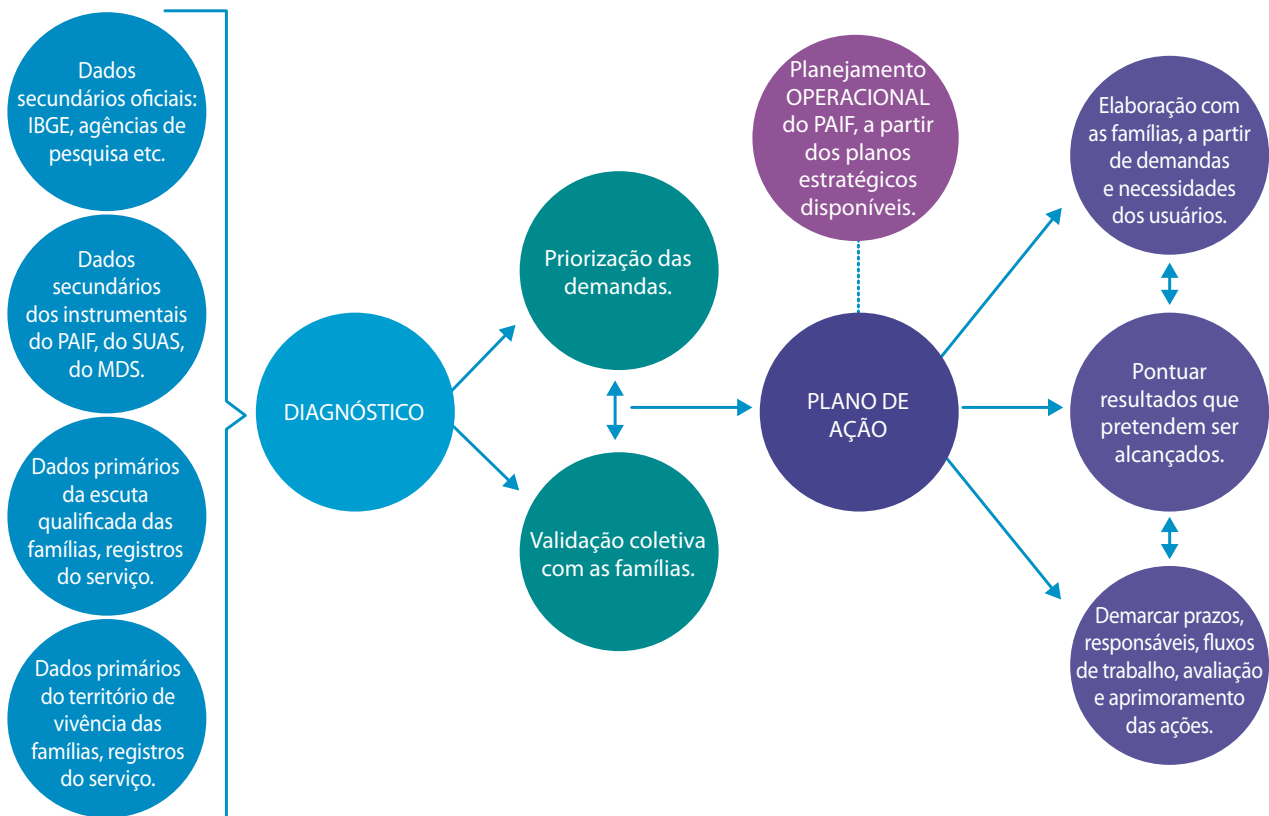 Dados
secundários oficiais:
IBGE, agências de
pesquisa etc.
Dados
secundários
dos instrumentais
do PAIF, do SUAS,
do MDS.
Dados primários
da escuta
qualificada das
famílias, registros
do serviço.
Dados primários
do território de
vivência das
famílias, registros
do serviço.
DIAGNÓSTICO
Priorização das
demandas.
Validação coletiva
com as famílias.
Planejamento
OPERACIONAL
do PAIF, a partir
dos planos
estratégicos
disponíveis.
PLANO DE
AÇÃO
Elaboração com
as famílias, a partir
de demandas
e necessidades
dos usuários.
Pontuar
resultados que
pretendem ser
alcançados.
Demarcar prazos,
responsáveis, fluxos
de trabalho, avaliação
e aprimoramento
das ações.